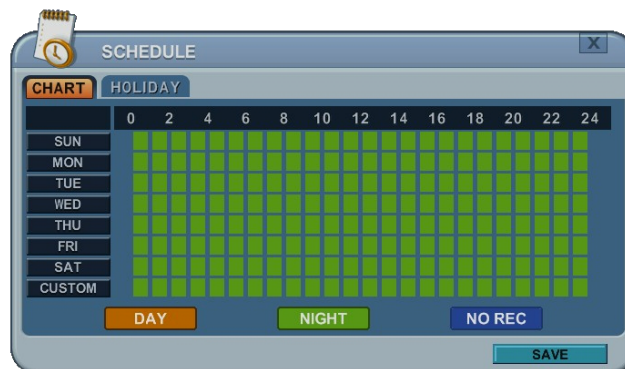 SCHEDULE X
CHART HOLIDAY
0 2 4 6 8 10 12 14 16 18 20 22 24
SUN
MON
TUE
WED
THU
FRI
SAT
CUSTOM
DAY NIGHT NO REC
SAVE